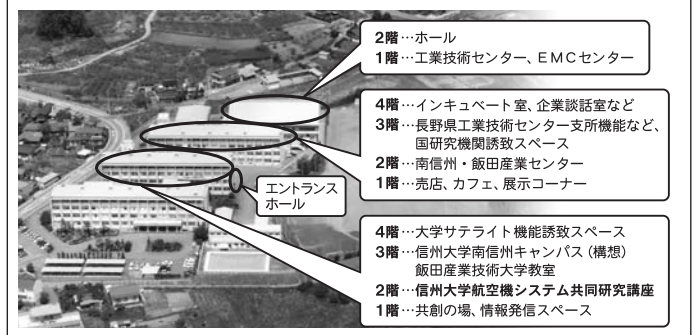 2階…ホール
1階…工業技術センター、EMCセンター
4階…インキュベート室、企業談話室など
3階…長野県工業技術センター支所機能など、
国研究機関誘致スペース
2階…南信州・飯田産業センター
1階…売店、カフェ、展示コーナー
エントランス
ホール
4階…大学サテライト機能誘致スペース
3階…信州大学南信州キャンパス(構想)
飯田産業技術大学教室
2階…信州大学航空機システム共同研究講座
1階…共創の場、情報発信スペース